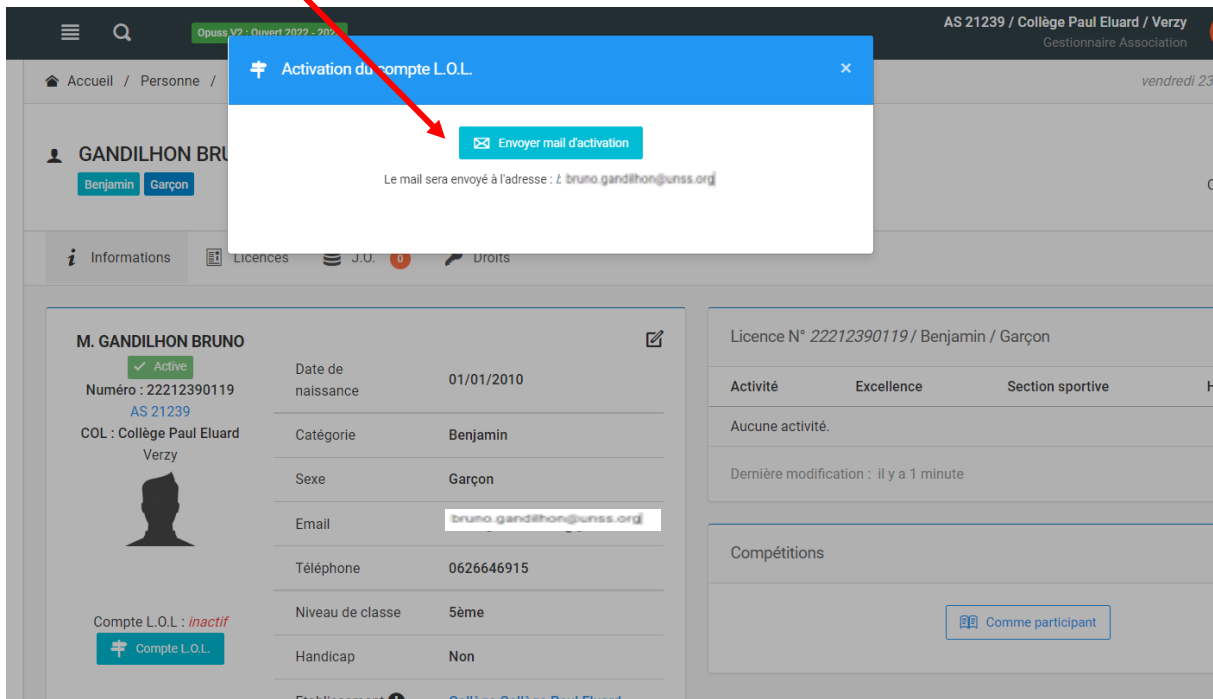 Opuss V2 : Ouvert 2022 - 202
AS 21239 / Collège Paul Eluard / Verzy
Gestionnaire Association
Accueil / Personne /
vendredi 23
Activation du compte L.O.L.
×
Envoyer mail d'activation
Le mail sera envoyé à l'adresse : bruno.gandilhon@unss.org
GANDILHON BRU
Benjamin Garçon
Informations
Licences
J.O. 0
Droits
M. GANDILHON BRUNO
Active
Numéro : 22212390119
AS 21239
COL : Collège Paul Eluard
Verzy
Compte L.O.L : inactif
Compte L.O.L.
Date de naissance 01/01/2010
Catégorie Benjamin
Sexe Garçon
Email bruno.gandilhon@unss.org
Téléphone 0626646915
Niveau de classe 5ème
Handicap Non
Etablissement Collège Collège Paul Eluard
Licence N° 22212390119 / Benjamin / Garçon
Activité Excellence Section sportive H
Aucune activité.
Dernière modification : il y a 1 minute
Compétitions
Comme participant